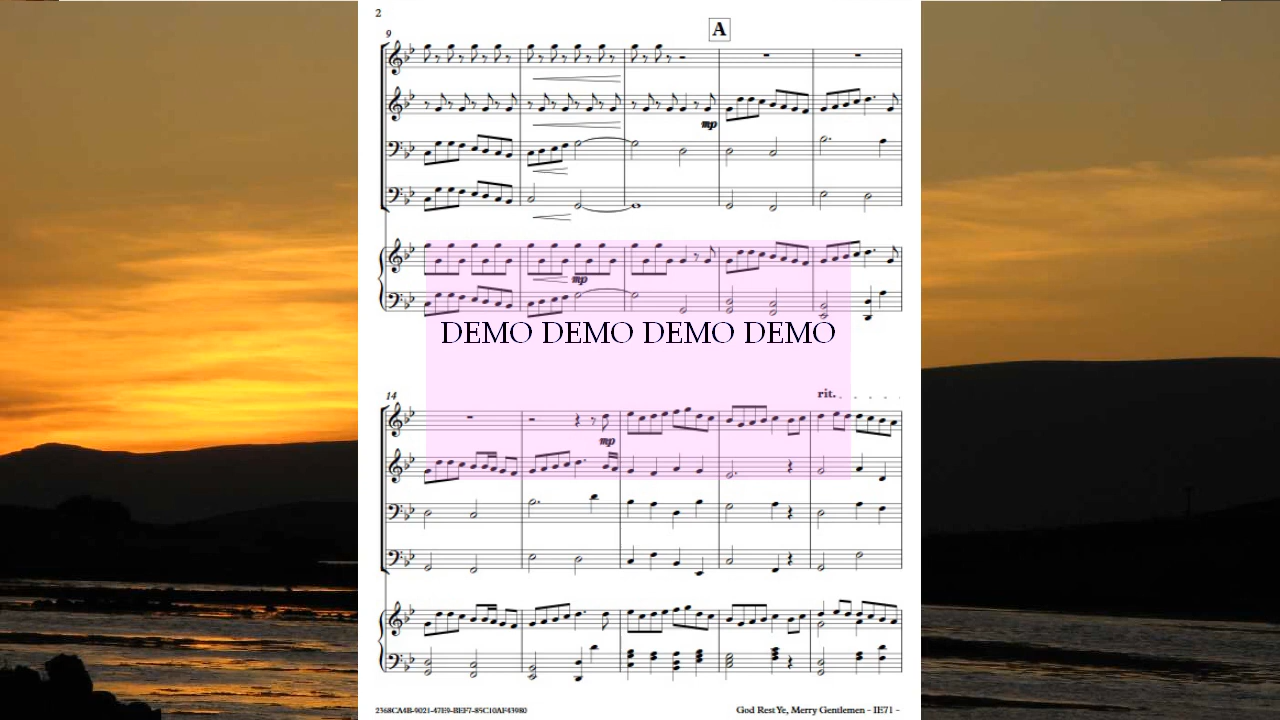 2
A
9
mp
mp
DEMO DEMO DEMO DEMO
14
rit. . . . .
mp
2368CA4B-9021-47E9-BEF7-85C10AF43980
God Rest Ye, Merry Gentlemen - IE71 -